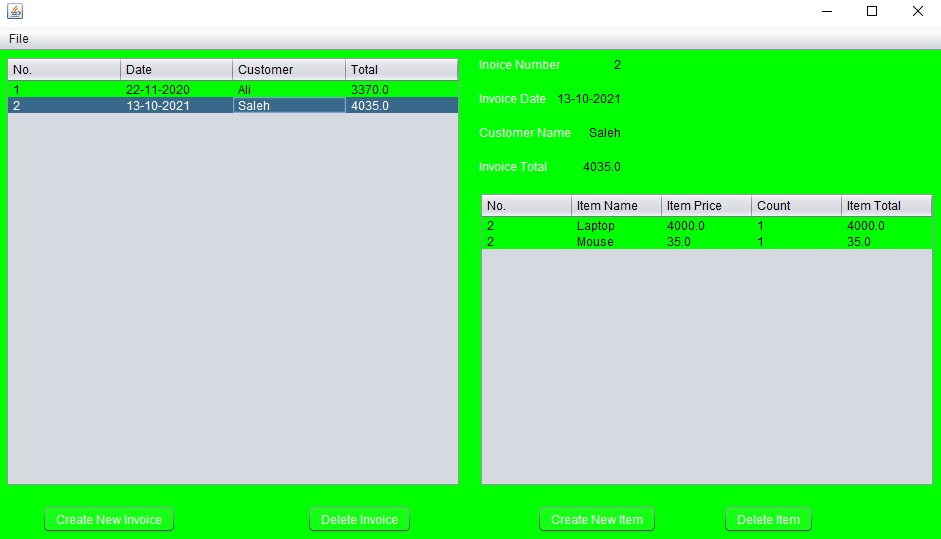 File
No. Date Customer Total
1 22-11-2020 Ali 3370.0
2 13-10-2021 Saleh 4035.0
Inoice Number 2
Invoice Date 13-10-2021
Customer Name Saleh
Invoice Total 4035.0
No. Item Name Item Price Count Item Total
2 Laptop 4000.0 1 4000.0
2 Mouse 35.0 1 35.0
Create New Invoice Delete Invoice Create New Item Delete Item